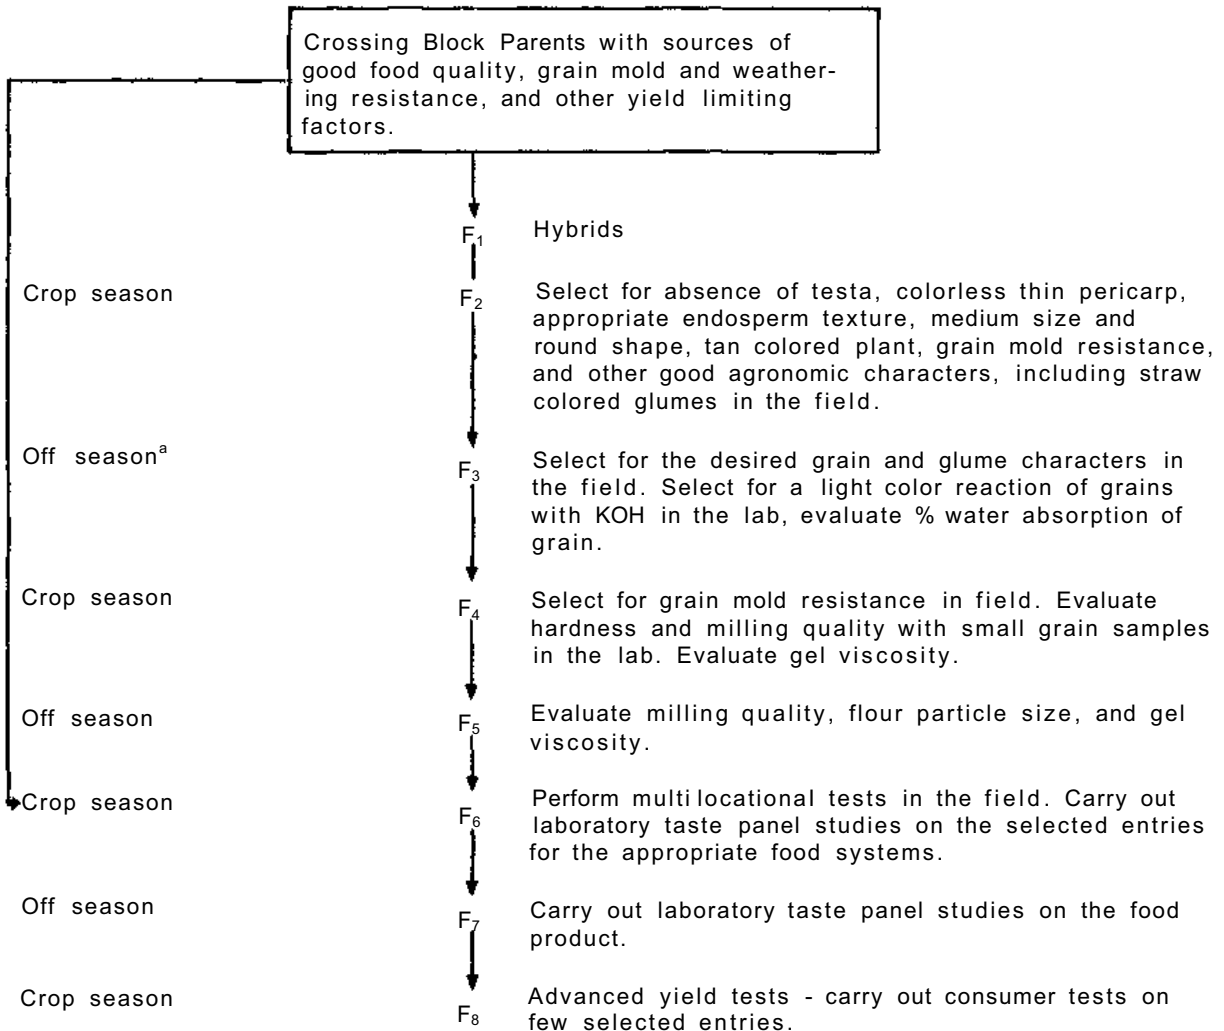 Crossing Block Parents with sources of
good food quality, grain mold and weather-
ing resistance, and other yield limiting
factors.
F₁ Hybrids
Crop season F₂ Select for absence of testa, colorless thin pericarp,
appropriate endosperm texture, medium size and
round shape, tan colored plant, grain mold resistance,
and other good agronomic characters, including straw
colored glumes in the field.
Off seasonᵃ F₃ Select for the desired grain and glume characters in
the field. Select for a light color reaction of grains
with KOH in the lab, evaluate % water absorption of
grain.
Crop season F₄ Select for grain mold resistance in field. Evaluate
hardness and milling quality with small grain samples
in the lab. Evaluate gel viscosity.
Off season F₅ Evaluate milling quality, flour particle size, and gel
viscosity.
Crop season F₆ Perform multilocational tests in the field. Carry out
laboratory taste panel studies on the selected entries
for the appropriate food systems.
Off season F₇ Carry out laboratory taste panel studies on the food
product.
Crop season F₈ Advanced yield tests - carry out consumer tests on
few selected entries.